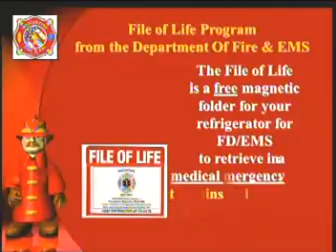 File of Life Program
from the Department Of Fire & EMS
The File of Life
is a free magnetic
folder for your
refrigerator for
FD/EMS
to retrieve ina
medical mergency
FILE OF LIFE